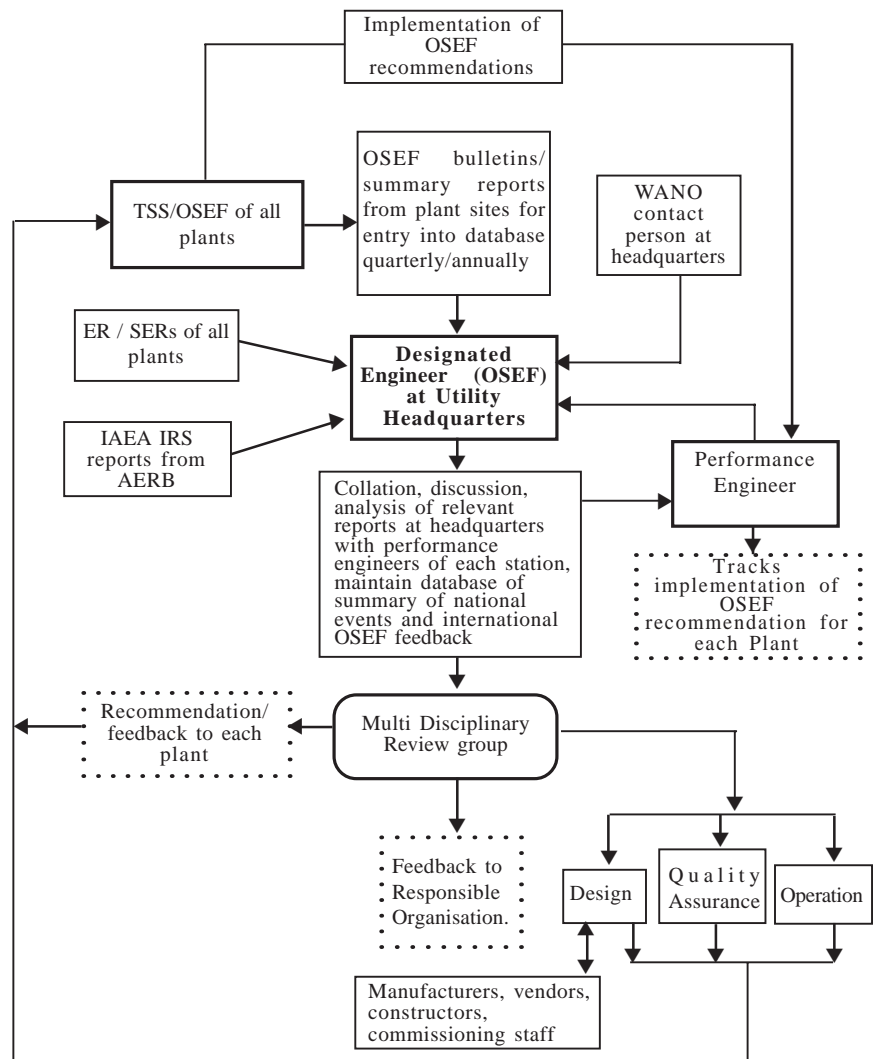 Implementation of
OSEF
recommendations
OSEF bulletins/
summary reports
from plant sites for
entry into database
quarterly/annually
WANO
contact
person at
headquarters
TSS/OSEF of all
plants
ER / SERs of all
plants
Designated
Engineer (OSEF)
at Utility
Headquarters
IAEA IRS
reports from
AERB
Performance
Engineer
Collation, discussion,
analysis of relevant
reports at headquarters
with performance
engineers of each station,
maintain database of
summary of national
events and international
OSEF feedback
Tracks
implementation of
OSEF
recommendation for
each Plant
Recommendation/
feedback to each
plant
Multi Disciplinary
Review group
Feedback to
Responsible
Organisation.
Design
Quality
Assurance
Operation
Manufacturers, vendors,
constructors,
commissioning staff